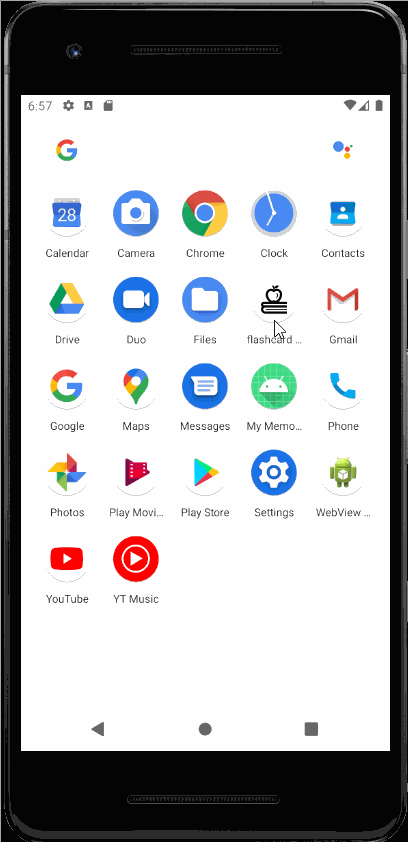 6:57
G
28
Calendar Camera Chrome Clock Contacts
Drive Duo Files flashcard ... Gmail
Google Maps Messages My Memo... Phone
Photos Play Movi... Play Store Settings WebView ...
YouTube YT Music